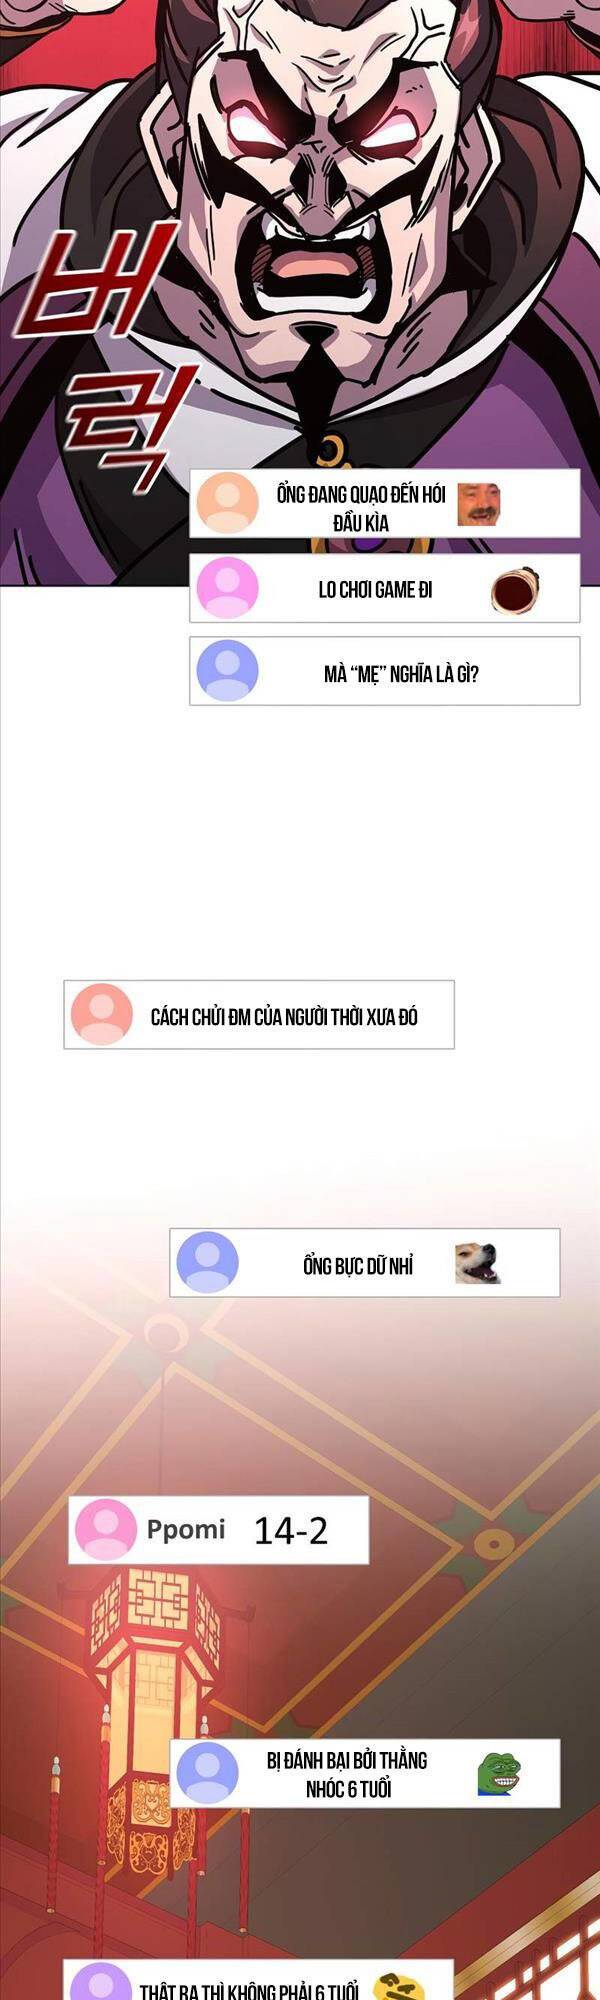 버
럭
ỔNG ĐANG QUẠO ĐẾN HÓI
ĐẦU KÌA
LO CHƠI GAME ĐI
MÀ “MẸ” NGHĨA LÀ GÌ?
CÁCH CHỬI ĐM CỦA NGƯỜI THỜI XƯA ĐÓ
ỔNG BỰC DỮ NHỈ
Ppomi 14-2
BỊ ĐÁNH BẠI BỞI THẰNG
NHÓC 6 TUỔI
THẬT RA THÌ KHÔNG PHẢI 6 TUỔI